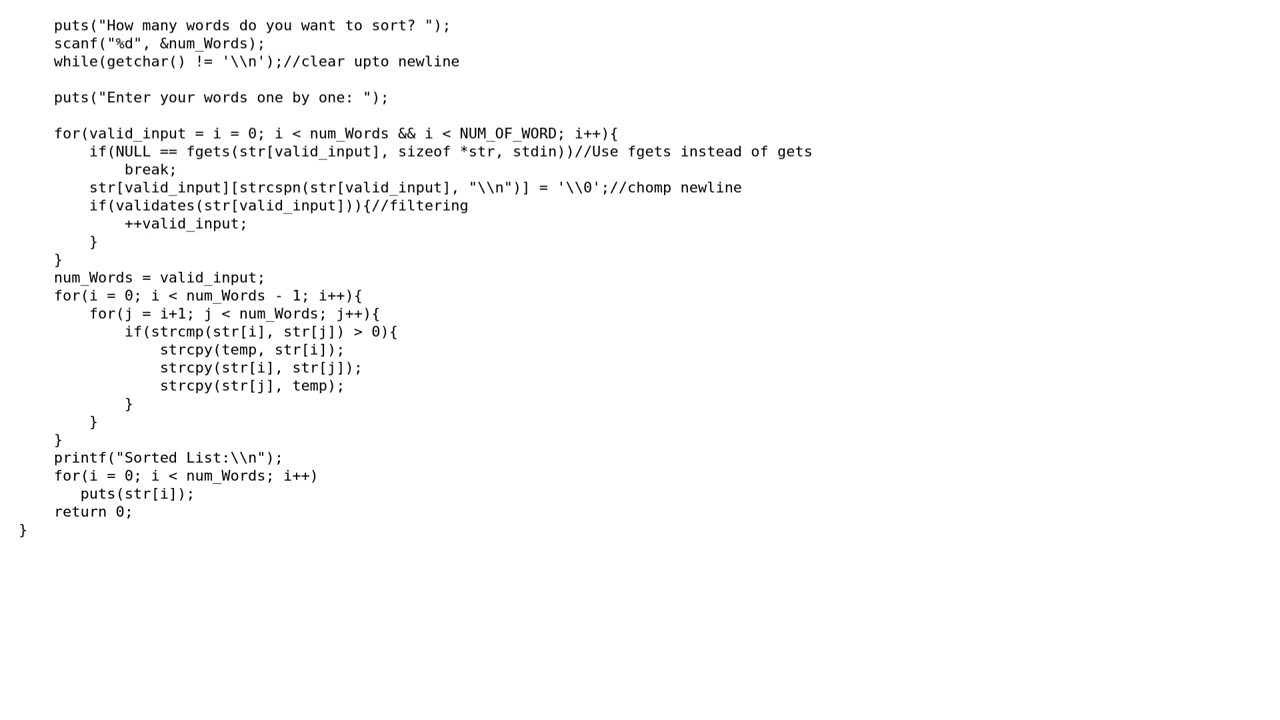 puts("How many words do you want to sort? ");
    scanf("%d", &num_Words);
    while(getchar() != '\\n');//clear upto newline

    puts("Enter your words one by one: ");

    for(valid_input = i = 0; i < num_Words && i < NUM_OF_WORD; i++){
        if(NULL == fgets(str[valid_input], sizeof *str, stdin))//Use fgets instead of gets
            break;
        str[valid_input][strcspn(str[valid_input], "\\n")] = '\\0';//chomp newline
        if(validates(str[valid_input])){//filtering
            ++valid_input;
        }
    }
    num_Words = valid_input;
    for(i = 0; i < num_Words - 1; i++){
        for(j = i+1; j < num_Words; j++){
            if(strcmp(str[i], str[j]) > 0){
                strcpy(temp, str[i]);
                strcpy(str[i], str[j]);
                strcpy(str[j], temp);
            }
        }
    }
    printf("Sorted List:\\n");
    for(i = 0; i < num_Words; i++)
       puts(str[i]);
    return 0;
}